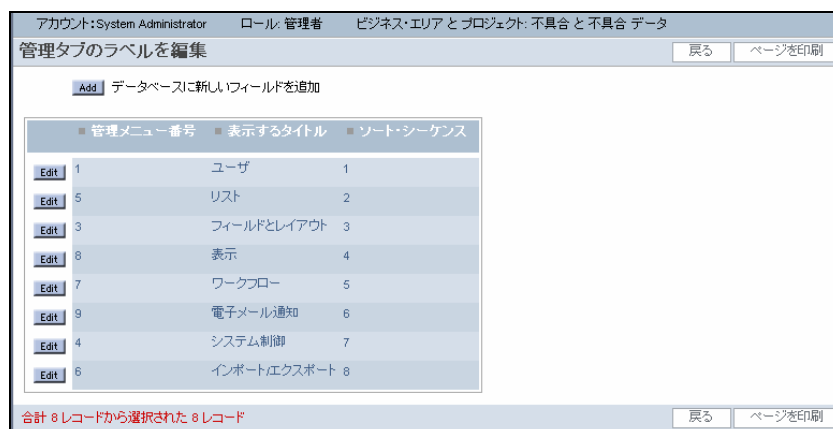 アカウント:System Administrator ロール: 管理者 ビジネス・エリア と プロジェクト: 不具合 と 不具合 データ
管理タブのラベルを編集 戻る ページを印刷
Add データベースに新しいフィールドを追加
管理メニュー番号 表示するタイトル ソート・シーケンス
Edit 1 ユーザ 1
Edit 5 リスト 2
Edit 3 フィールドとレイアウト 3
Edit 8 表示 4
Edit 7 ワークフロー 5
Edit 9 電子メール通知 6
Edit 4 システム制御 7
Edit 6 インポート/エクスポート 8
合計 8 レコードから選択された 8 レコード 戻る ページを印刷